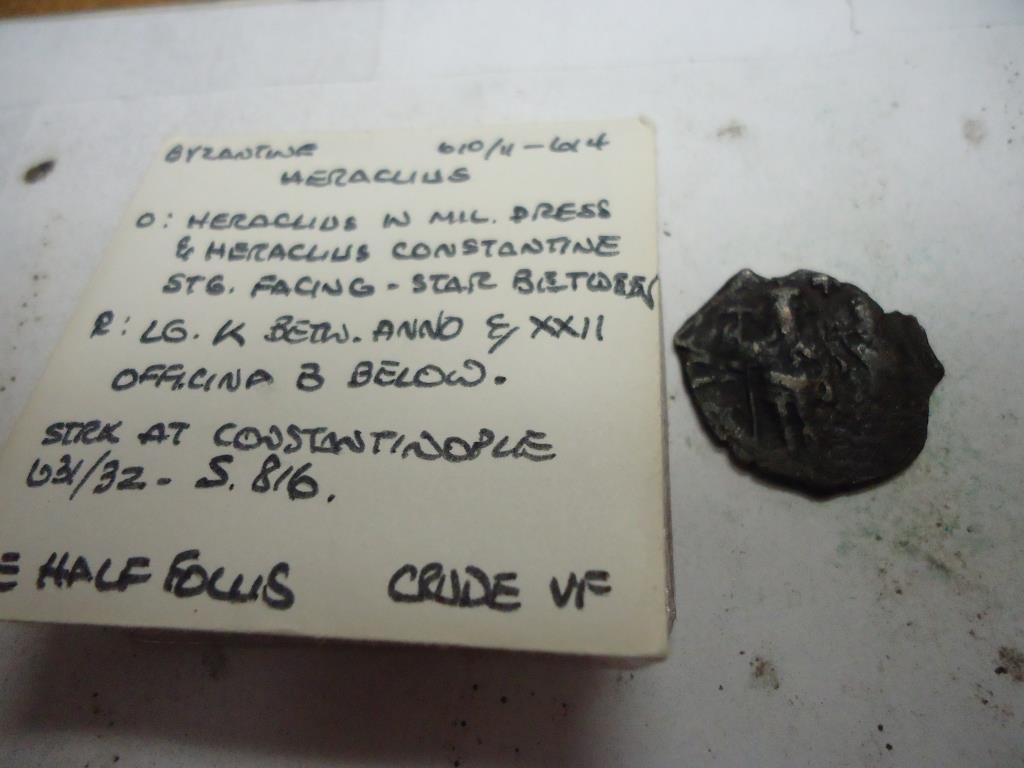 BYZANTINE 610/11-641
HERACLIUS
O: HERACLIUS IN MIL. DRESS
& HERACLIUS CONSTANTINE
STG. FACING - STAR BETWEEN
R: LG. K BETW. ANNO & XXII
OFFICINA B BELOW.
STRK AT CONSTANTINOPLE
631/32 - S. 816.
E HALF FOLLIS CRUDE VF